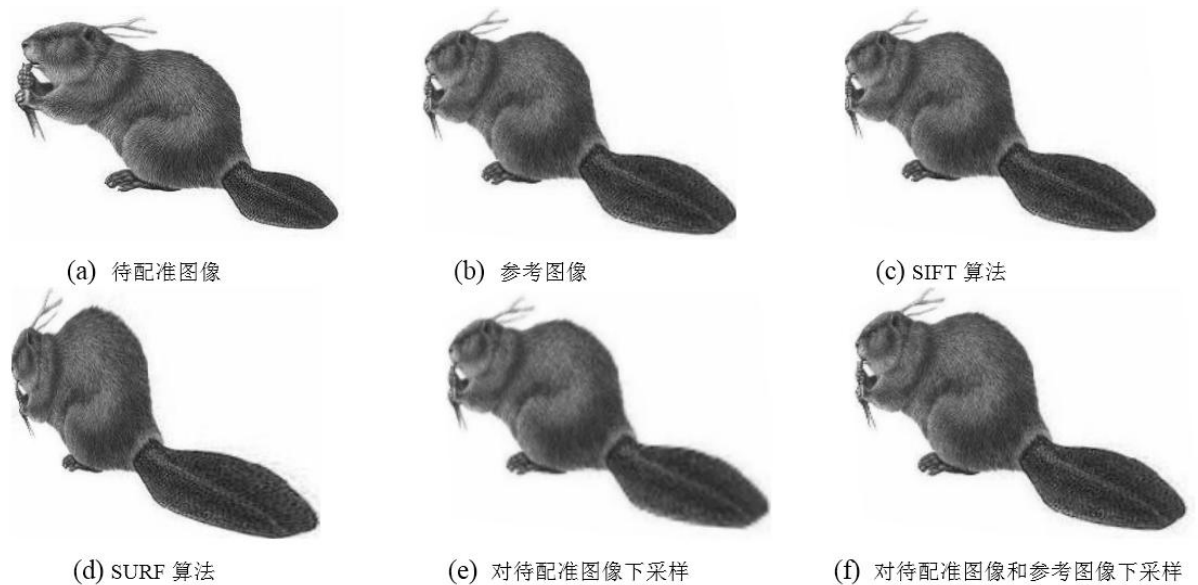 (a) 待配准图像
(b) 参考图像
(c) SIFT 算法
(d) SURF 算法
(e) 对待配准图像下采样
(f) 对待配准图像和参考图像下采样